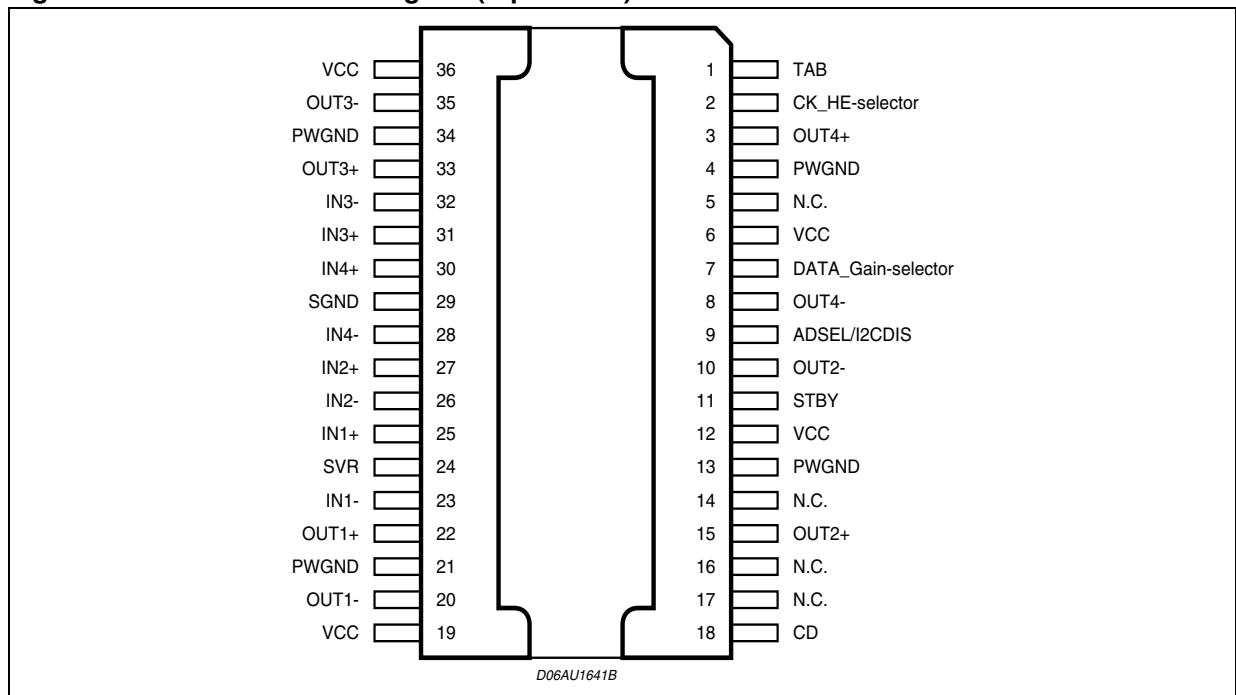 VCC 36 1 TAB
OUT3- 35 2 CK_HE-selector
PWGND 34 3 OUT4+
OUT3+ 33 4 PWGND
IN3- 32 5 N.C.
IN3+ 31 6 VCC
IN4+ 30 7 DATA_Gain-selector
SGND 29 8 OUT4-
IN4- 28 9 ADSEL/I2CDIS
IN2+ 27 10 OUT2-
IN2- 26 11 STBY
IN1+ 25 12 VCC
SVR 24 13 PWGND
IN1- 23 14 N.C.
OUT1+ 22 15 OUT2+
PWGND 21 16 N.C.
OUT1- 20 17 N.C.
VCC 19 18 CD
D06AU1641B